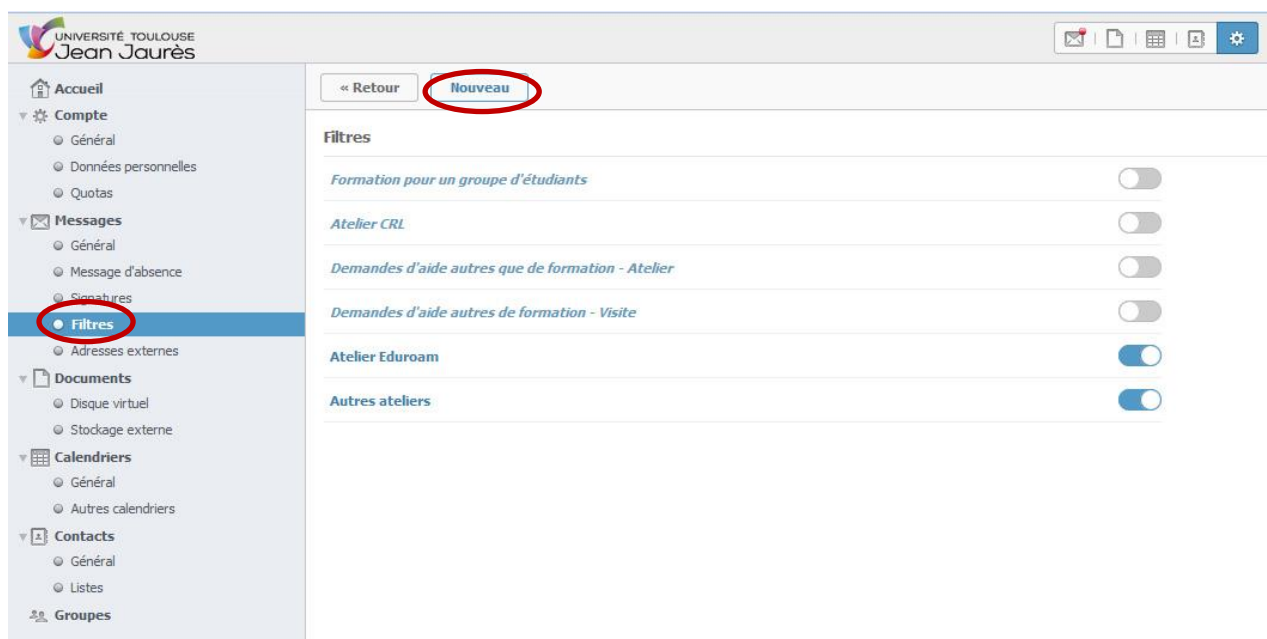 UNIVERSITÉ TOULOUSE
Jean Jaurès
Accueil
Compte
Général
Données personnelles
Quotas
Messages
Général
Message d'absence
Signatures
Filtres
Adresses externes
Documents
Disque virtuel
Stockage externe
Calendriers
Général
Autres calendriers
Contacts
Général
Listes
Groupes
« Retour
Nouveau
Filtres
Formation pour un groupe d'étudiants
Atelier CRL
Demandes d'aide autres que de formation - Atelier
Demandes d'aide autres de formation - Visite
Atelier Eduroam
Autres ateliers